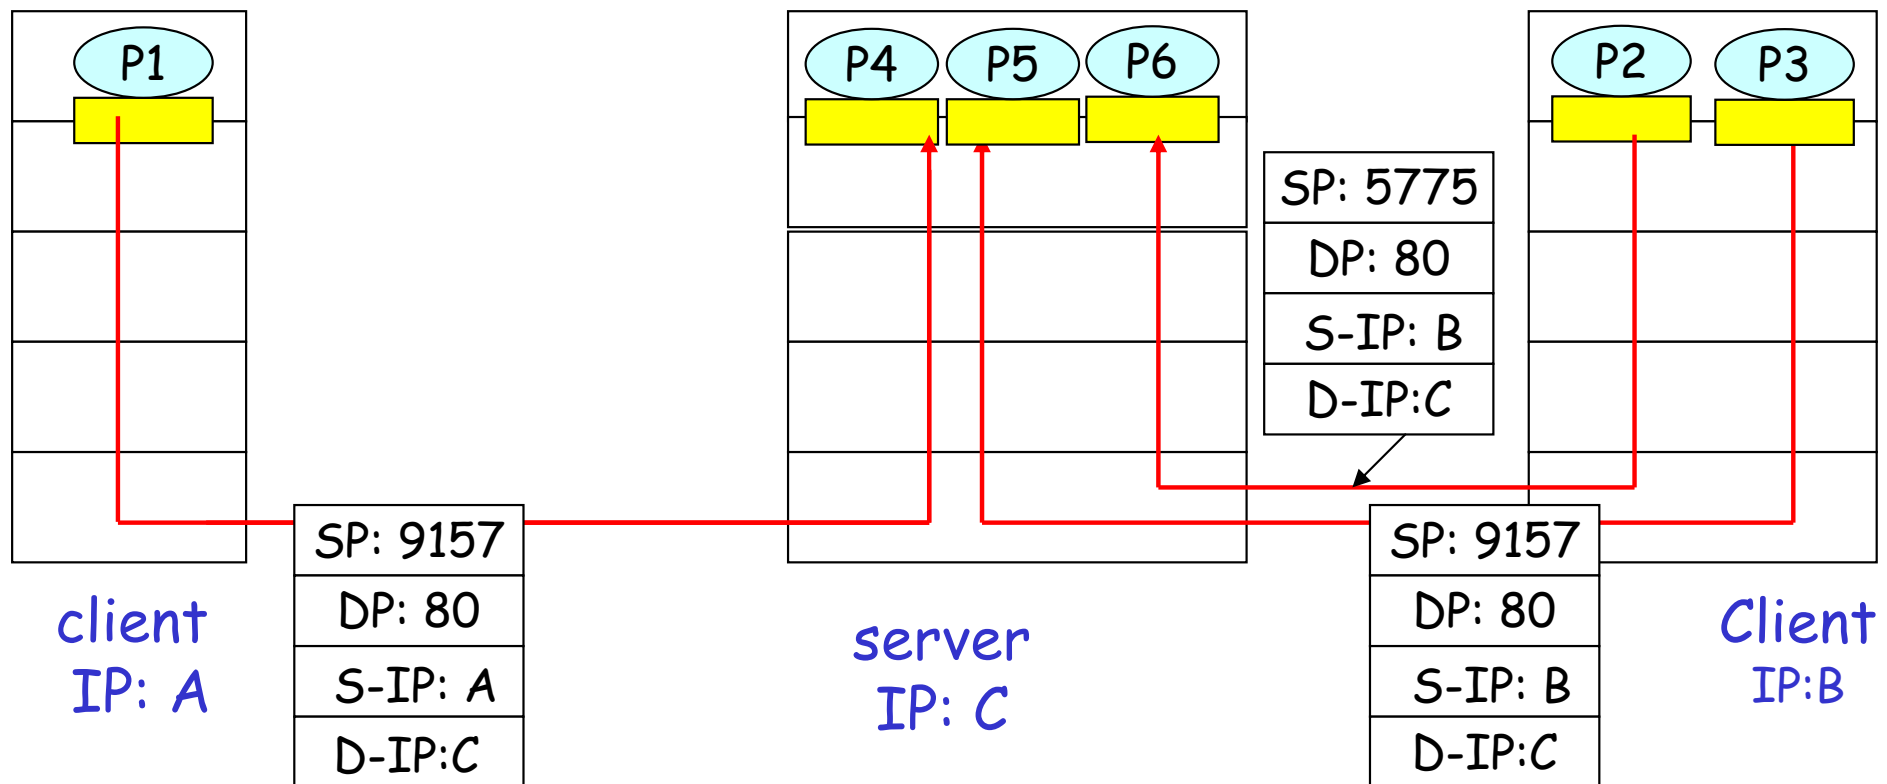 P1
P4
P5
P6
P2
P3
SP: 5775
DP: 80
S-IP: B
D-IP:C
SP: 9157
DP: 80
S-IP: A
D-IP:C
SP: 9157
DP: 80
S-IP: B
D-IP:C
client
IP: A
server
IP: C
Client
IP:B